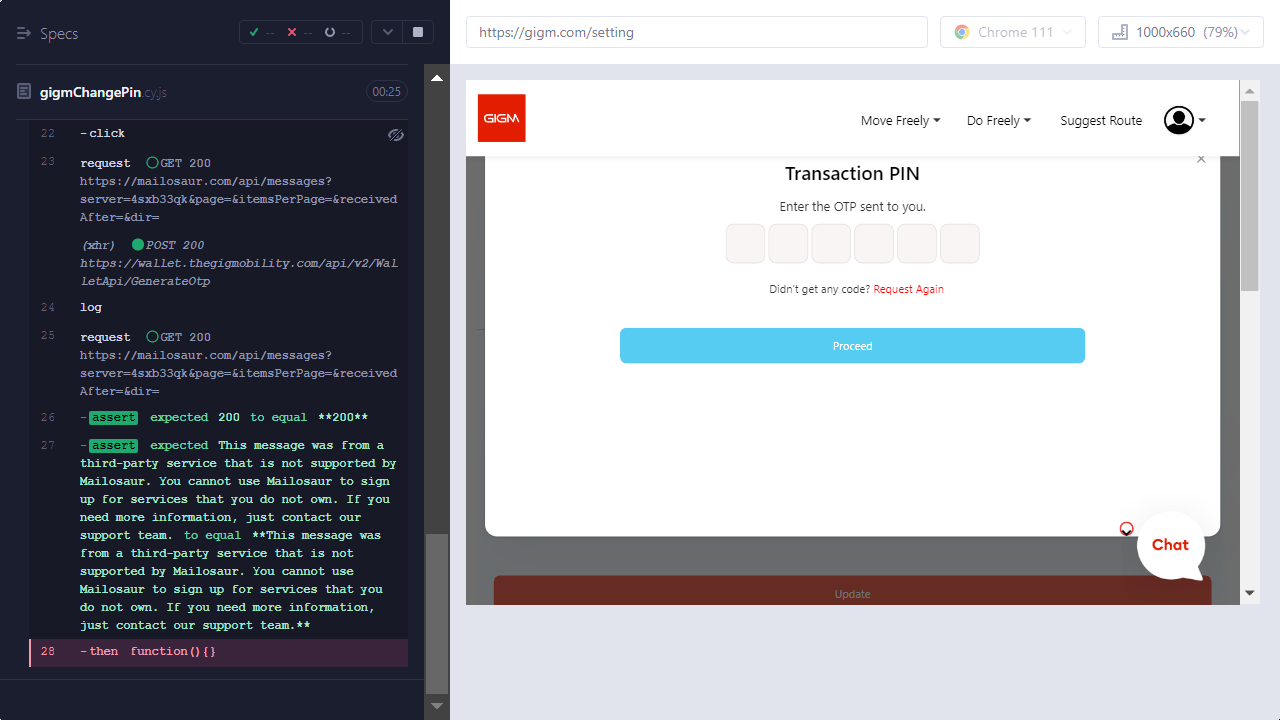 Specs
-- -- --
https://gigm.com/setting
Chrome 111
1000x660 (79%)
gigmChangePin.cy.js
00:25
22 -click
23 request GET 200
https://mailosaur.com/api/messages?
server=4sxb33qk&page=&itemsPerPage=&received
After=&dir=
(xhr) POST 200
https://wallet.thegigmobility.com/api/v2/Wal
letApi/GenerateOtp
24 log
25 request GET 200
https://mailosaur.com/api/messages?
server=4sxb33qk&page=&itemsPerPage=&received
After=&dir=
26 -assert expected 200 to equal **200**
27 -assert expected This message was from a
third-party service that is not supported by
Mailosaur. You cannot use Mailosaur to sign
up for services that you do not own. If you
need more information, just contact our
support team. to equal **This message was
from a third-party service that is not
supported by Mailosaur. You cannot use
Mailosaur to sign up for services that you
do not own. If you need more information,
just contact our support team.**
28 -then function(){}
GIGM
Move Freely
Do Freely
Suggest Route
×
Transaction PIN
Enter the OTP sent to you.
Didn't get any code? Request Again
Proceed
Chat
Update